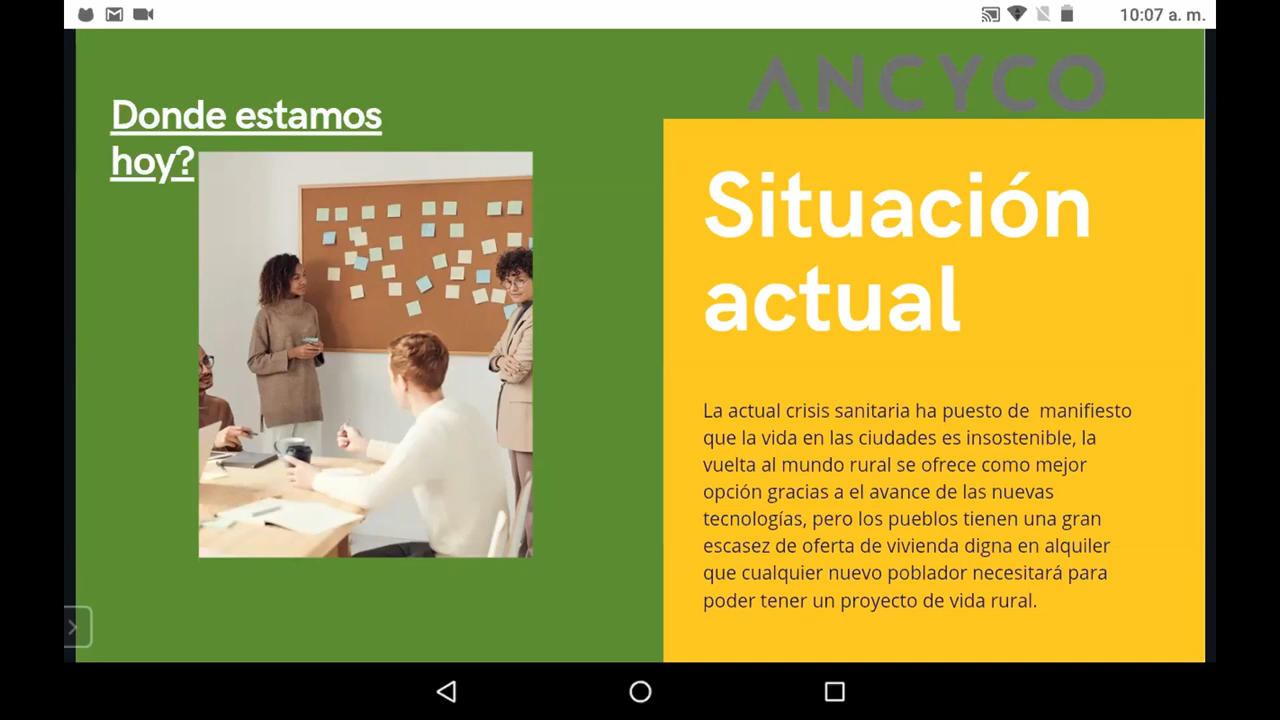 10:07 a. m.
ANCYCO
Donde estamos
hoy?
Situación
actual
La actual crisis sanitaria ha puesto de  manifiesto
que la vida en las ciudades es insostenible, la
vuelta al mundo rural se ofrece como mejor
opción gracias a el avance de las nuevas
tecnologías, pero los pueblos tienen una gran
escasez de oferta de vivienda digna en alquiler
que cualquier nuevo poblador necesitará para
poder tener un proyecto de vida rural.